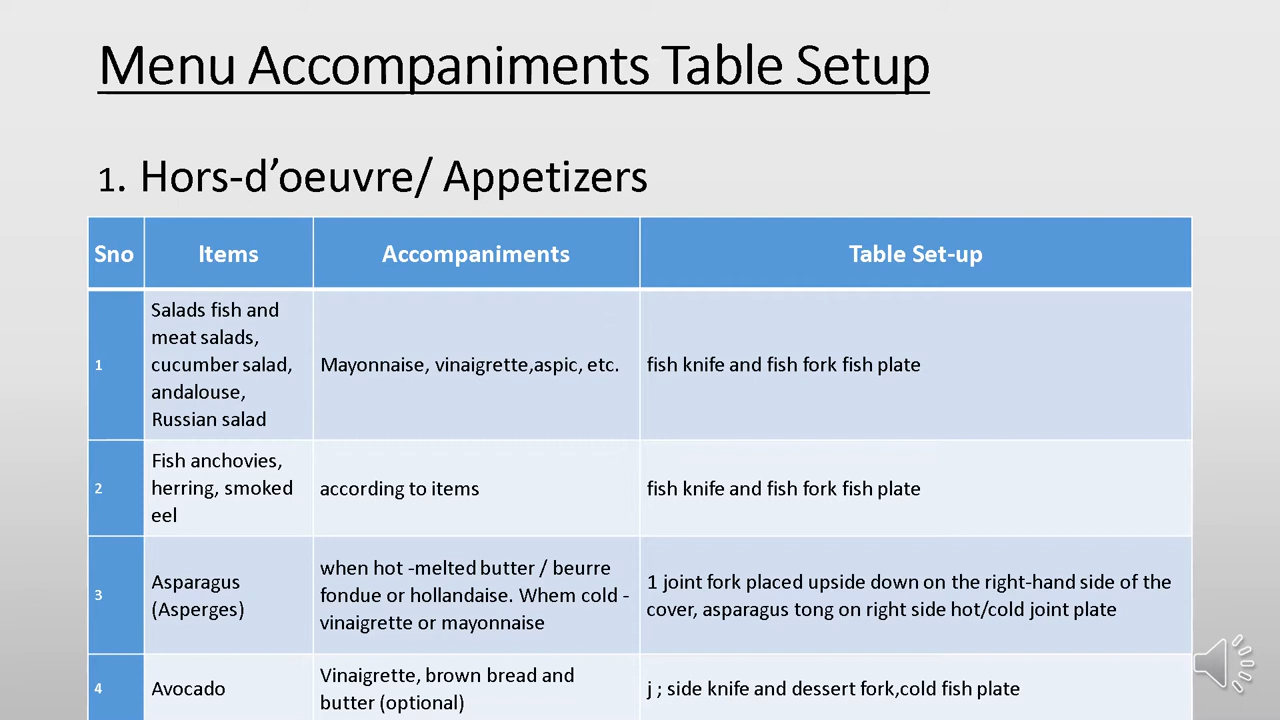 Menu Accompaniments Table Setup
1. Hors-d’oeuvre/ Appetizers
Sno Items Accompaniments Table Set-up
1
Salads fish and
meat salads,
cucumber salad,
andalouse,
Russian salad
Mayonnaise, vinaigrette,aspic, etc.
fish knife and fish fork fish plate
2
Fish anchovies,
herring, smoked
eel
according to items
fish knife and fish fork fish plate
3
Asparagus
(Asperges)
when hot -melted butter / beurre
fondue or hollandaise. Whem cold -
vinaigrette or mayonnaise
1 joint fork placed upside down on the right-hand side of the
cover, asparagus tong on right side hot/cold joint plate
4
Avocado
Vinaigrette, brown bread and
butter (optional)
j ; side knife and dessert fork,cold fish plate